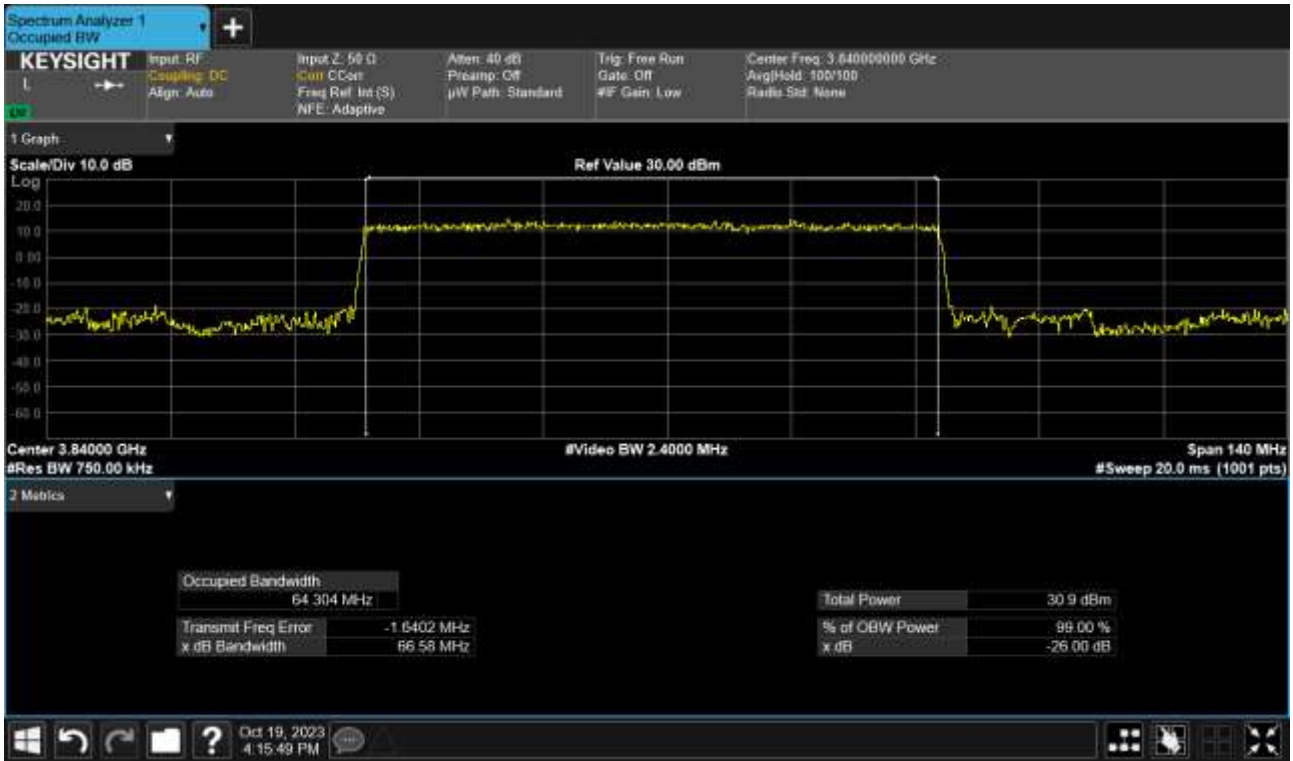 Spectrum Analyzer 1
Occupied BW
+
KEYSIGHT
L
Input: RF
Coupling: DC
Align: Auto
Input Z: 50 Ω
Corr CCorr
Freq Ref: Int (S)
NFE: Adaptive
Atten: 40 dB
Preamp: Off
µW Path: Standard
Trig: Free Run
Gate: Off
#IF Gain: Low
Center Freq: 3.840000000 GHz
Avg|Hold: 100/100
Radio Std: None
1 Graph
Scale/Div 10.0 dB
Ref Value 30.00 dBm
Log
20.0
10.0
0.00
-10.0
-20.0
-30.0
-40.0
-50.0
-60.0
Center 3.84000 GHz
#Video BW 2.4000 MHz
Span 140 MHz
#Res BW 750.00 kHz
#Sweep 20.0 ms (1001 pts)
2 Metrics
Occupied Bandwidth
64.304 MHz
Total Power 30.9 dBm
Transmit Freq Error -1.6402 MHz
% of OBW Power 99.00 %
x dB Bandwidth 66.58 MHz
x dB -26.00 dB
?
Oct 19, 2023
4:15:49 PM